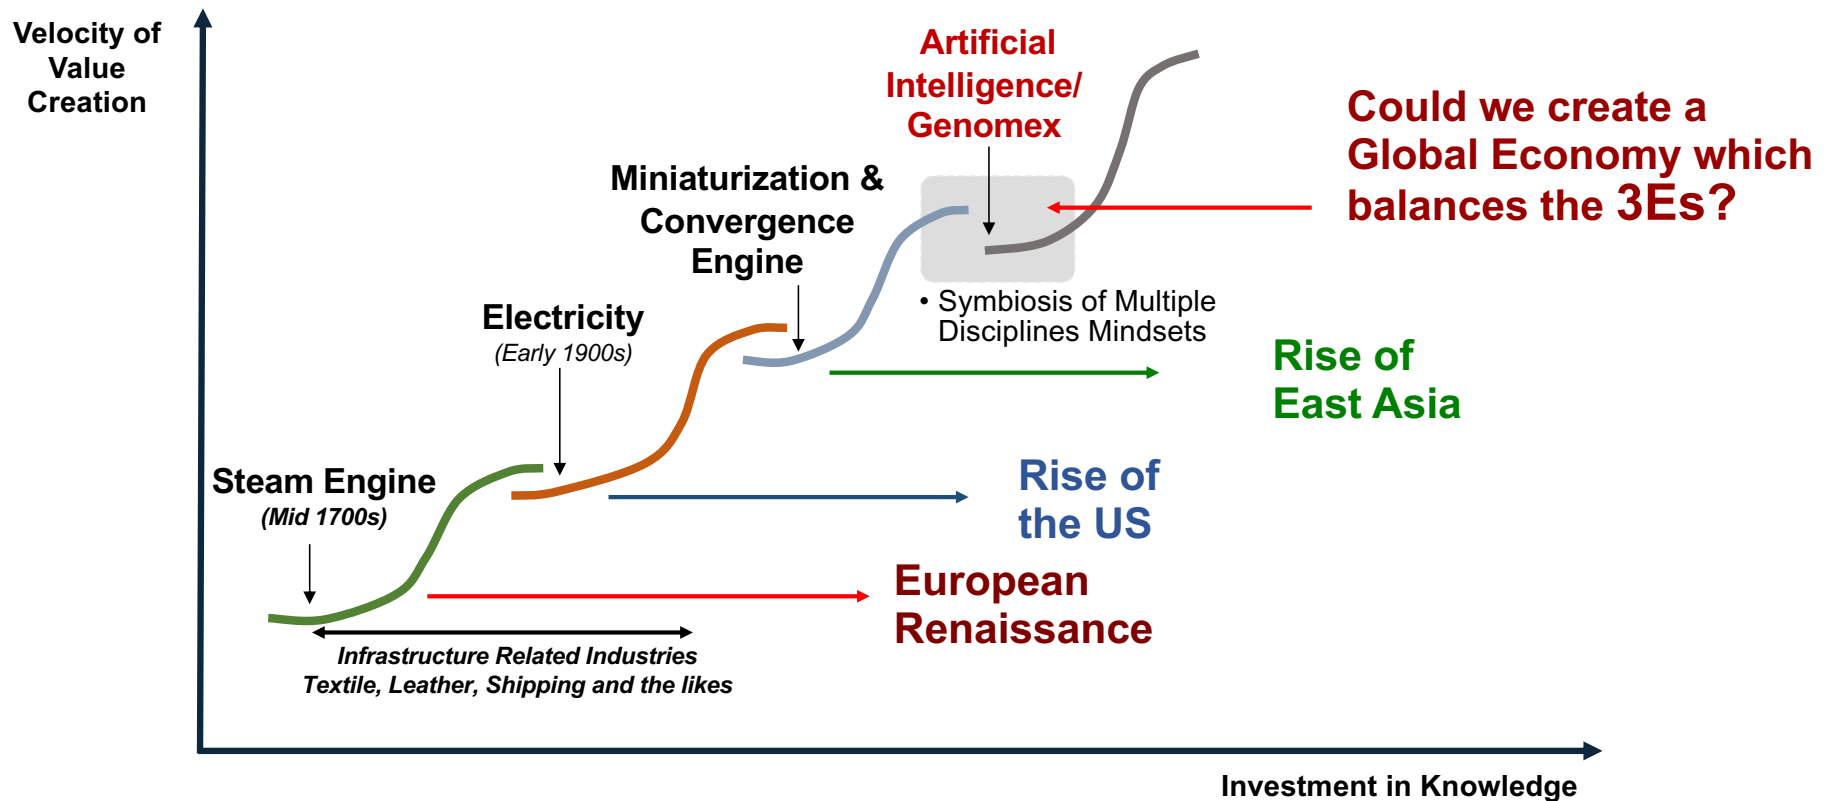 Velocity of
Value
Creation
Artificial
Intelligence/
Genomex
Could we create a
Global Economy which
balances the 3Es?
Miniaturization &
Convergence
Engine
• Symbiosis of Multiple
Disciplines Mindsets
Electricity
(Early 1900s)
Rise of
East Asia
Steam Engine
(Mid 1700s)
Rise of
the US
European
Renaissance
Infrastructure Related Industries
Textile, Leather, Shipping and the likes
Investment in Knowledge